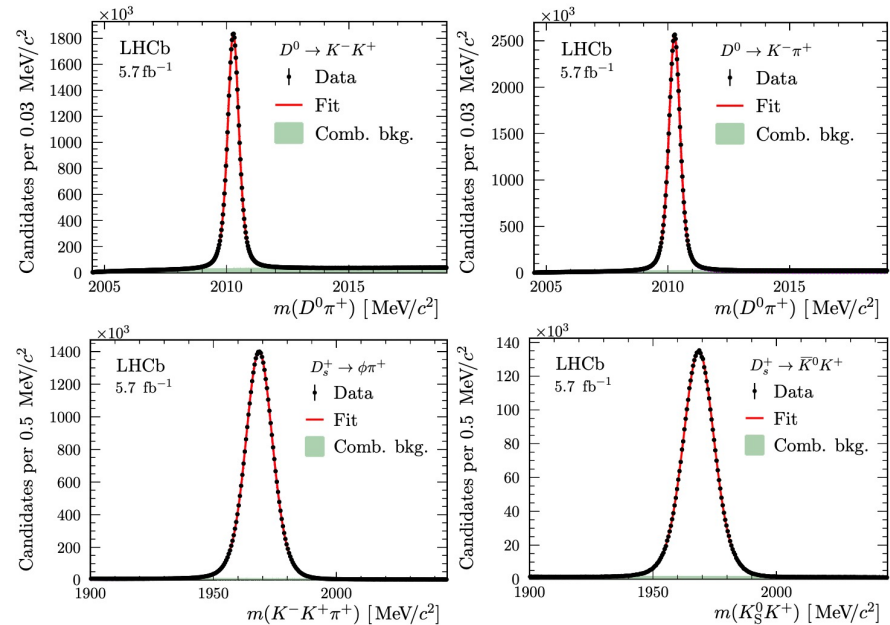 ×10³
Candidates per 0.03 MeV/c²
1800
1600
1400
1200
1000
800
600
400
200
0
LHCb
5.7 fb⁻¹
D⁰ → K⁻K⁺
Data
Fit
Comb. bkg.
2005
2010
2015
m(D⁰π⁺) [MeV/c²]
×10³
Candidates per 0.03 MeV/c²
2500
2000
1500
1000
500
0
LHCb
5.7 fb⁻¹
D⁰ → K⁻π⁺
Data
Fit
Comb. bkg.
2005
2010
2015
m(D⁰π⁺) [MeV/c²]
×10³
Candidates per 0.5 MeV/c²
1400
1200
1000
800
600
400
200
0
LHCb
5.7 fb⁻¹
Dₛ⁺ → ϕπ⁺
Data
Fit
Comb. bkg.
1900
1950
2000
m(K⁻K⁺π⁺) [MeV/c²]
×10³
Candidates per 0.5 MeV/c²
140
120
100
80
60
40
20
0
LHCb
5.7 fb⁻¹
Dₛ⁺ → K̅⁰K⁺
Data
Fit
Comb. bkg.
1900
1950
2000
m(K_S⁰K⁺) [MeV/c²]